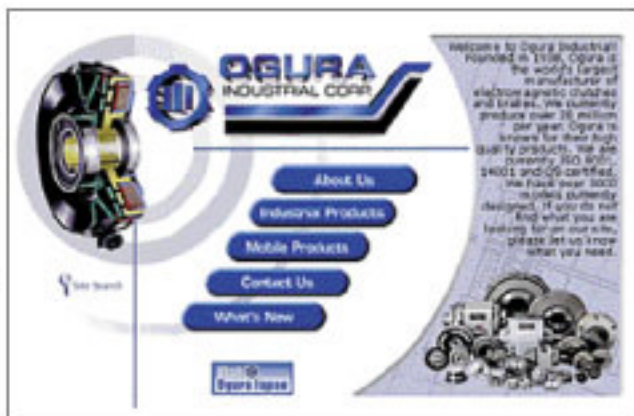 OGURA
INDUSTRIAL CORP.
Welcome to Ogura Industrial!
Founded in 1938, Ogura is
the world's largest
manufacturer of
electromagnetic clutches
and brakes. We currently
produce over million
per year. Ogura is
known for their high
quality products. We are
currently ISO 9001,
14001 and QS certified.
We have over 3000
models currently
designed. If you do not
find what you are
looking for on our site,
please let us know
what you need.
About Us
Industrial Products
Mobile Products
Contact Us
What's New
Site Search
Ogura Japan